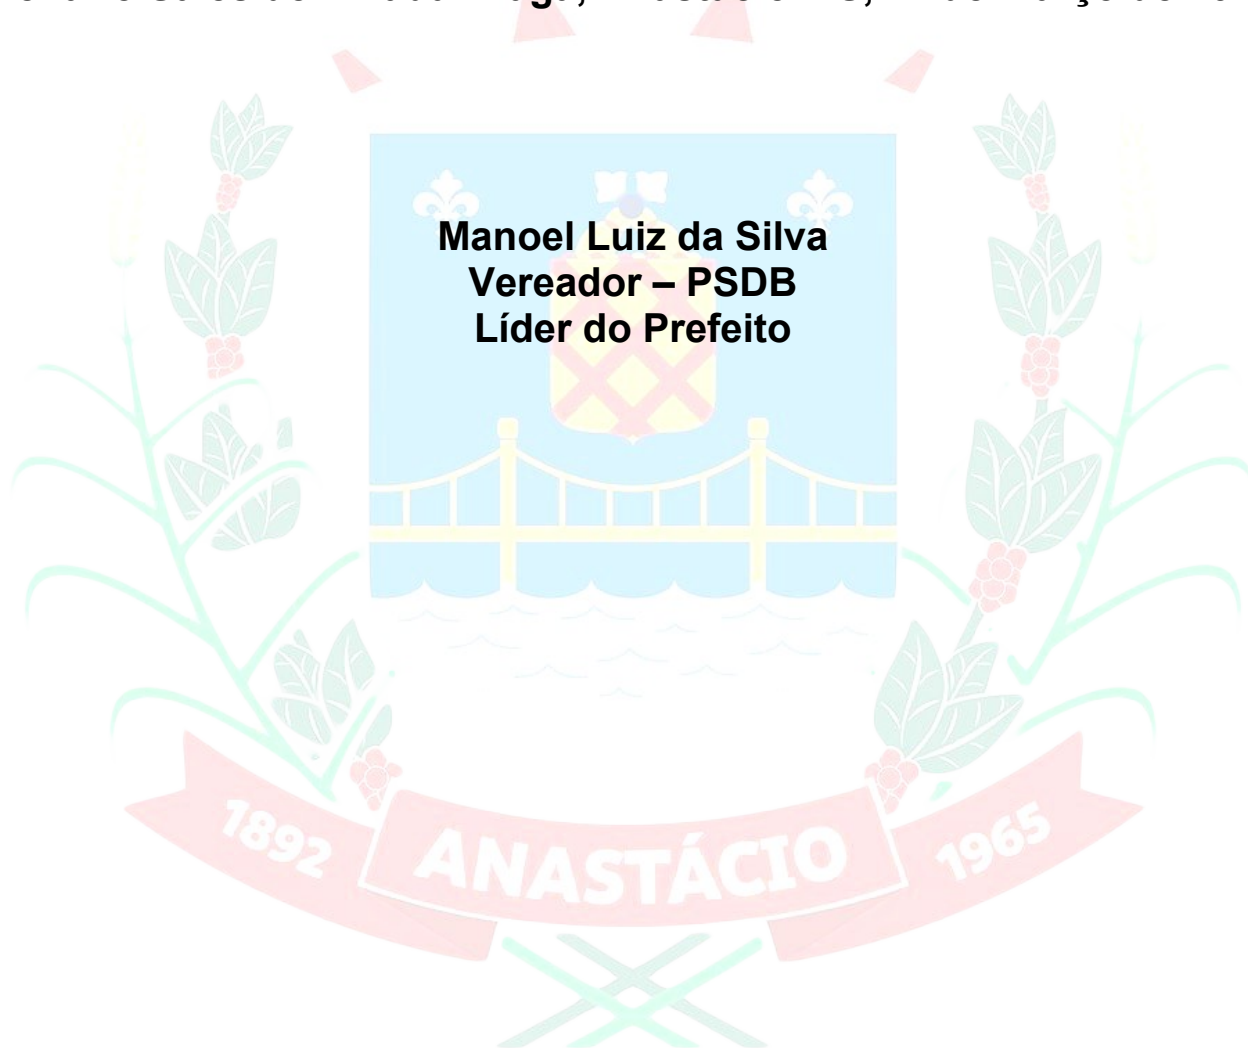 Manoel Luiz da Silva
Vereador – PSDB
Líder do Prefeito
1892
ANASTÁCIO
1965